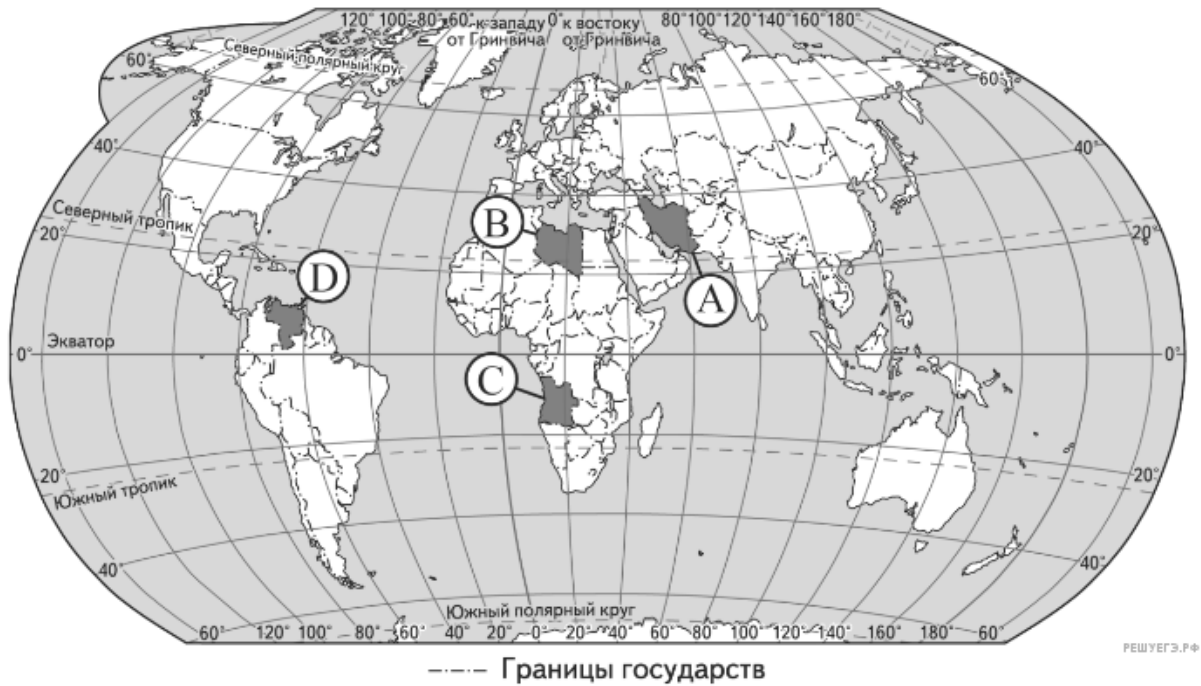 120° 100° 80° 60° к западу 0° к востоку 80° 100° 120° 140° 160° 180°
от Гринвича от Гринвича
60° Северный полярный круг 60°
40° 40°
Северный тропик
20° 20°
B
A
D
Экватор
0° 0°
C
20° 20°
Южный тропик
40° 40°
Южный полярный круг
60° 120° 100° 80° 60° 40° 20° 0° 20° 40° 60° 80° 100° 120° 140° 160° 180° 60°
РЕШУЕГЭ.РФ
Границы государств